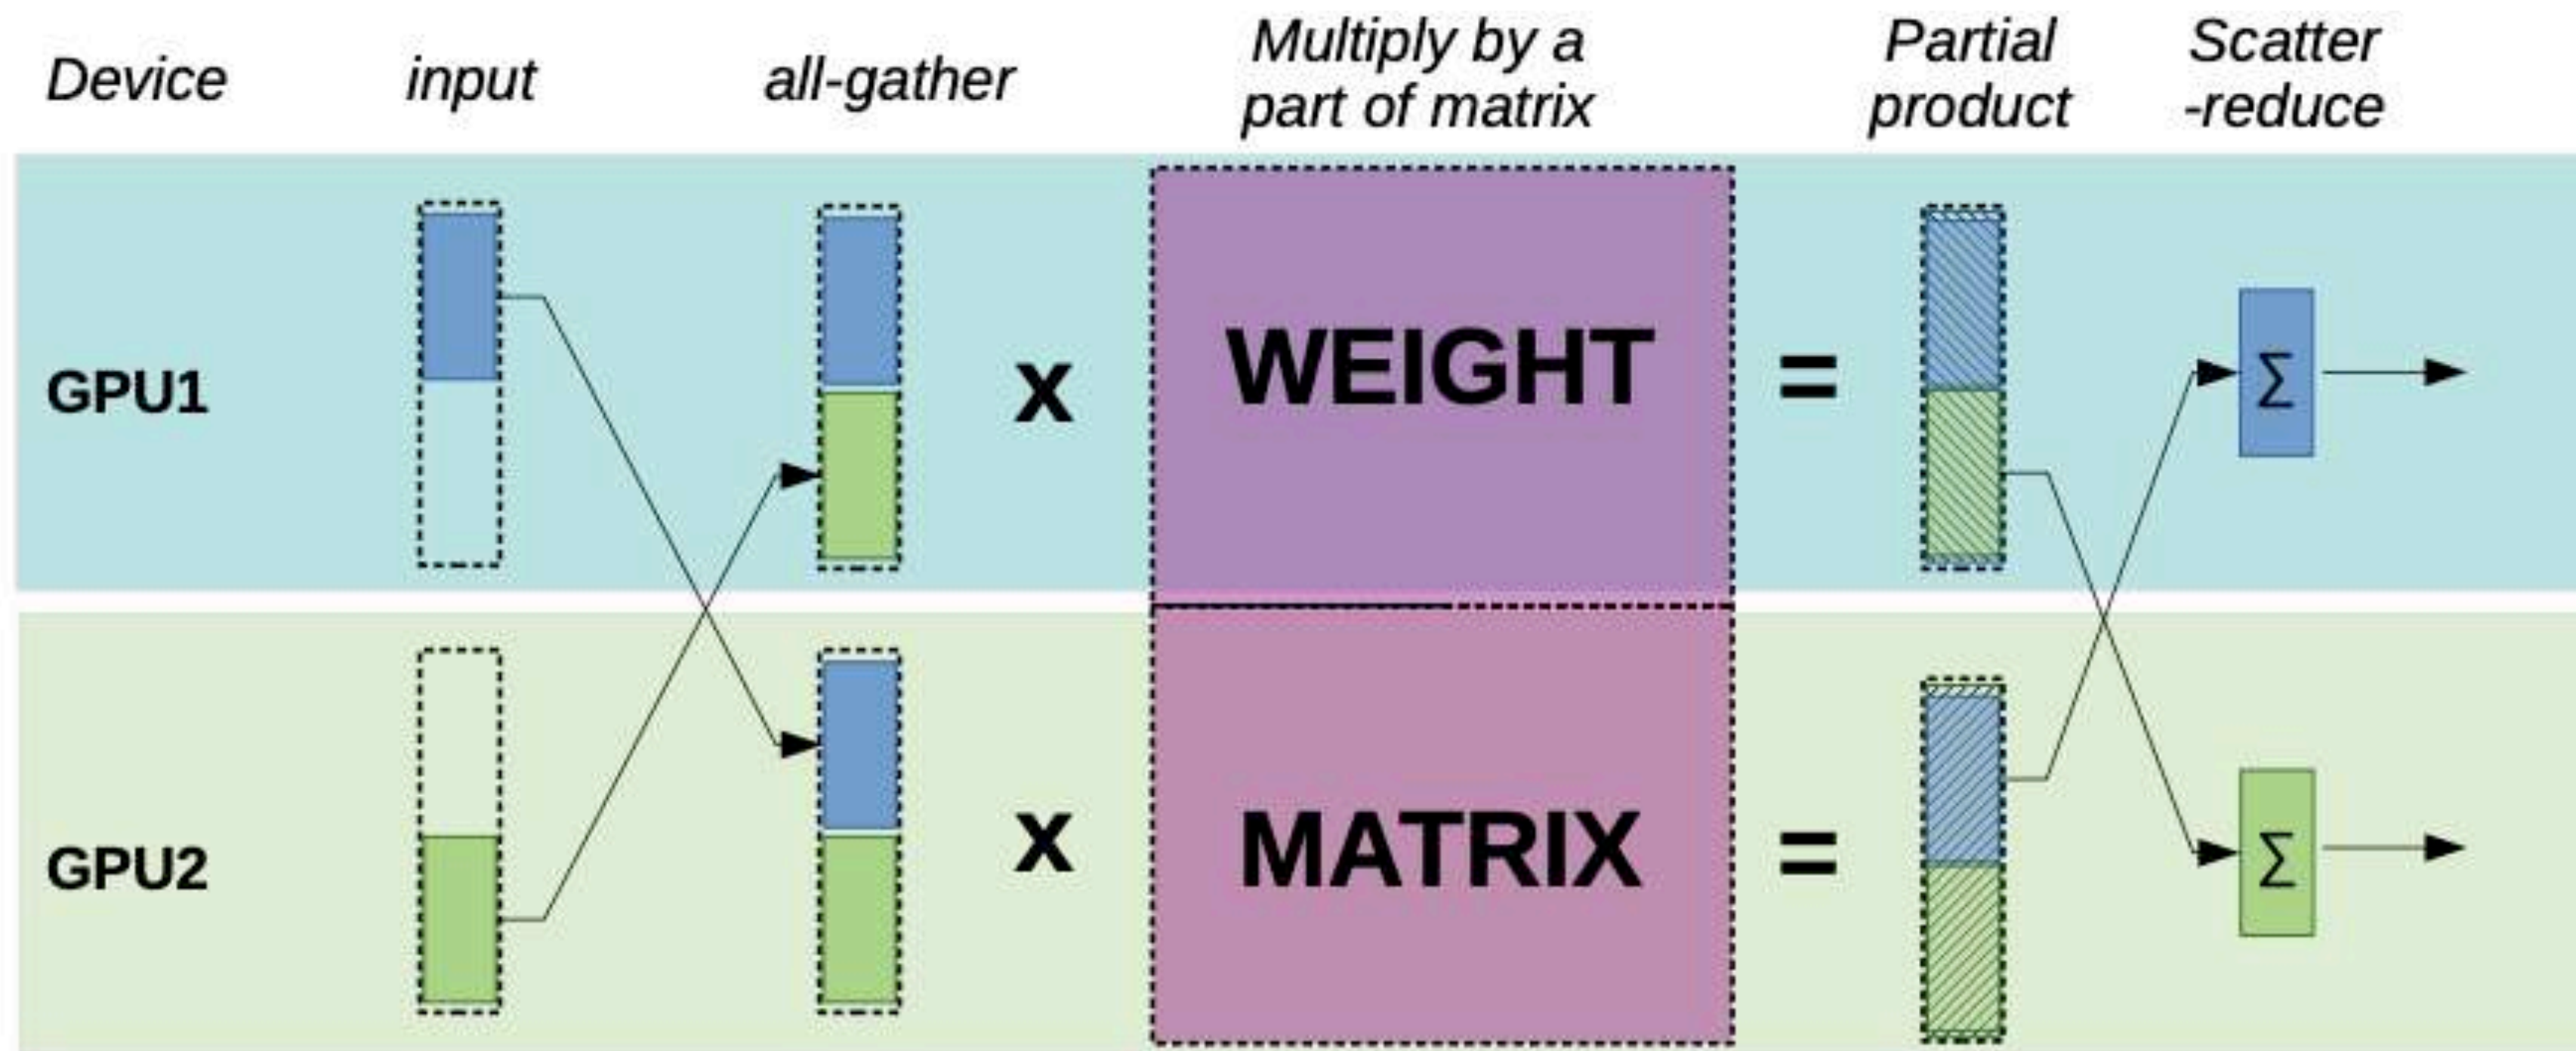 Device
input
all-gather
Multiply by a
part of matrix
Partial
product
Scatter
-reduce
GPU1
x
WEIGHT
=
Σ
GPU2
x
MATRIX
=
Σ